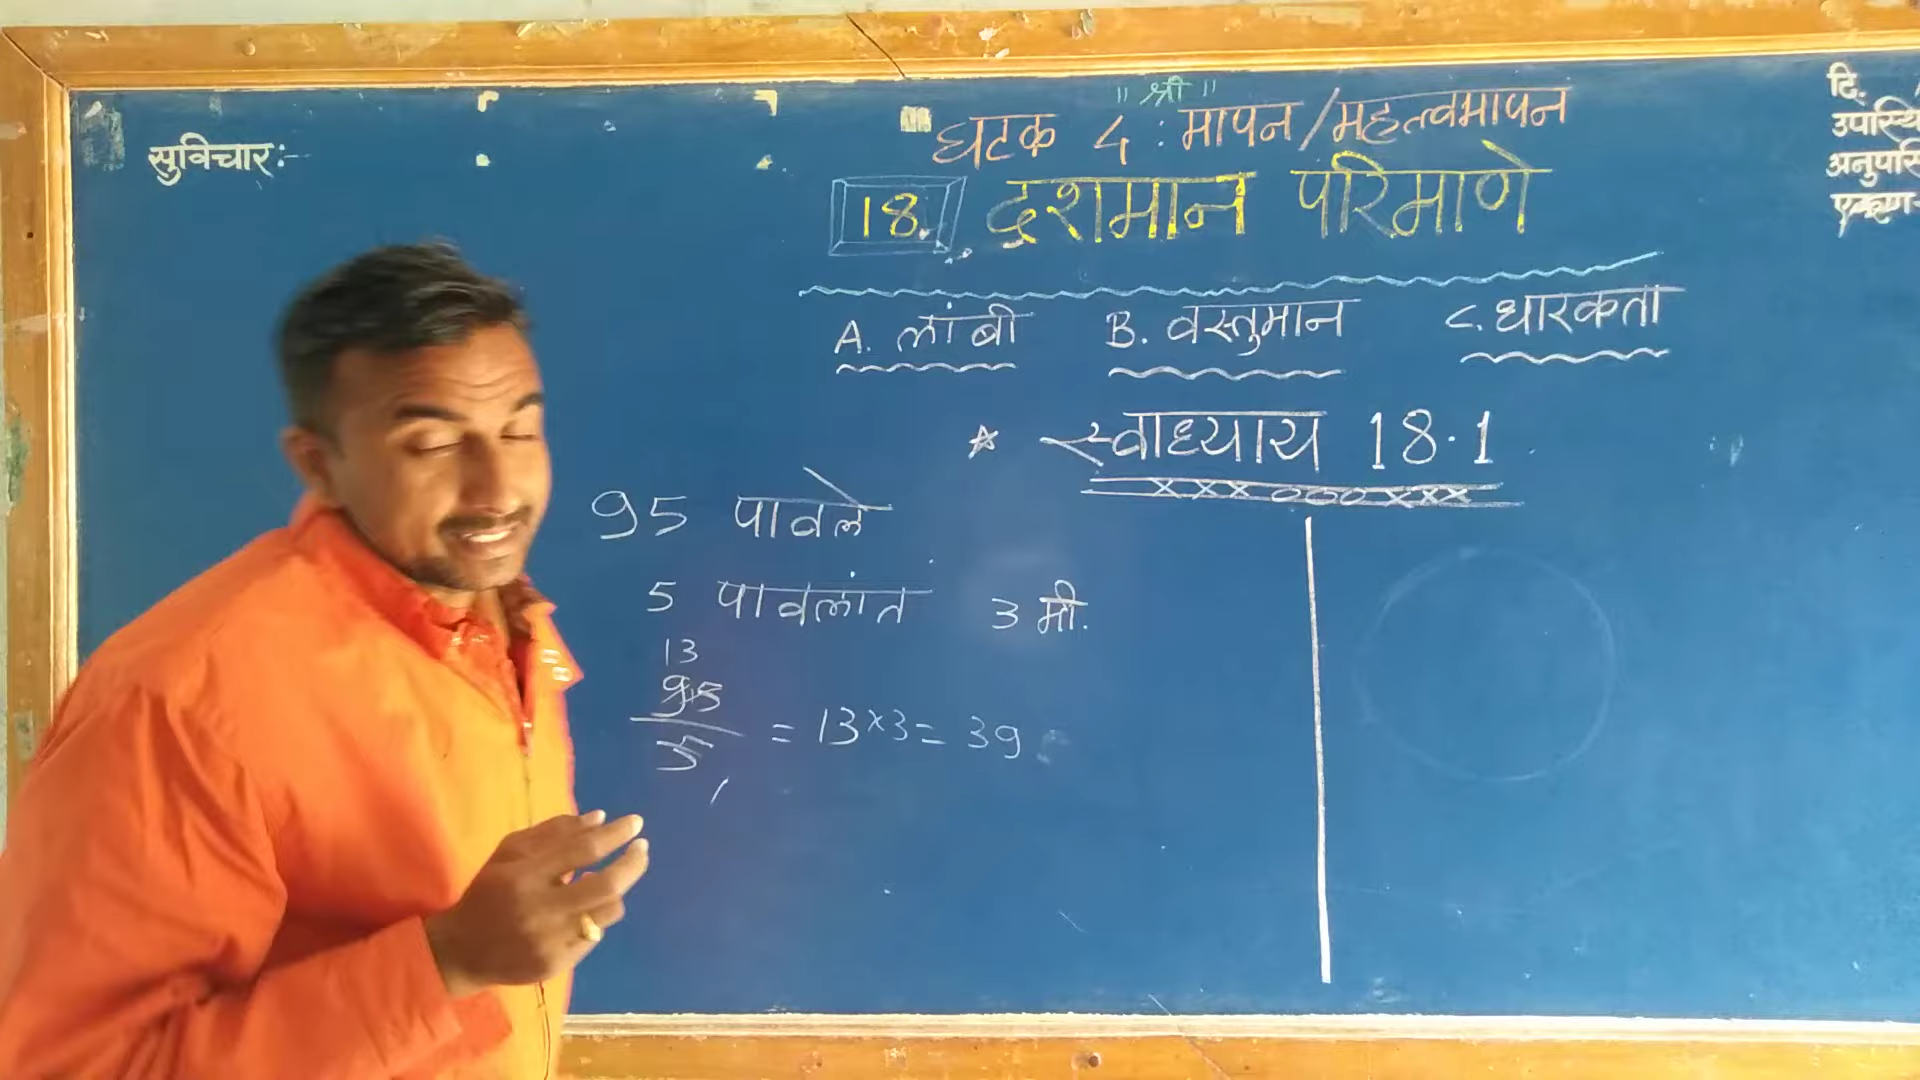 " श्री "
घटक 4 : मापन/महत्वमापन
सुविचार:-
18. दशमान परिमाणे
A. लांबी B. वस्तुमान C. धारकता
* स्वाध्याय 18.1
95 पावले
5 पावलांत 3 मी.
13
95
5
= 13×3= 39
दि.